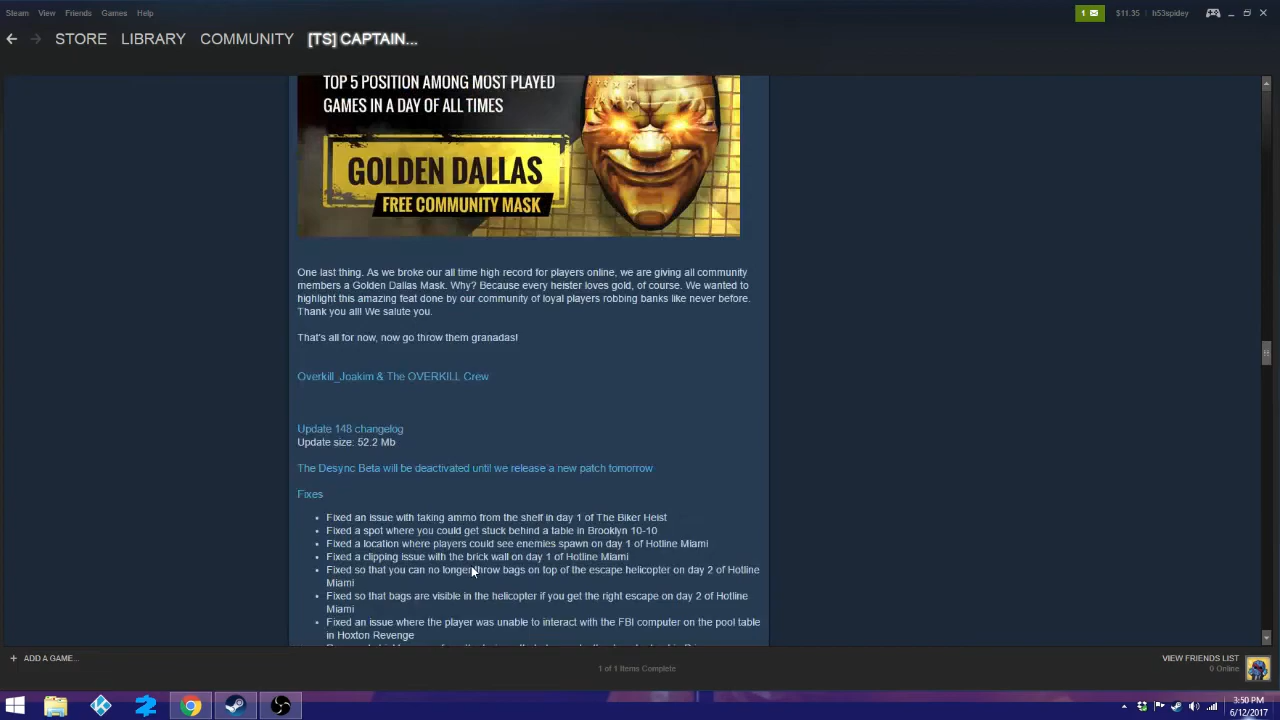 Steam View Friends Games Help
1 $11.35 h53spidey
STORE LIBRARY COMMUNITY [TS] CAPTAIN...
TOP 5 POSITION AMONG MOST PLAYED
GAMES IN A DAY OF ALL TIMES
GOLDEN DALLAS
FREE COMMUNITY MASK
One last thing. As we broke our all time high record for players online, we are giving all community
members a Golden Dallas Mask. Why? Because every heister loves gold, of course. We wanted to
highlight this amazing feat done by our community of loyal players robbing banks like never before.
Thank you all! We salute you.
That's all for now, now go throw them granadas!
Overkill_Joakim & The OVERKILL Crew
Update 148 changelog
Update size: 52.2 Mb
The Desync Beta will be deactivated until we release a new patch tomorrow
Fixes
Fixed an issue with taking ammo from the shelf in day 1 of The Biker Heist
Fixed a spot where you could get stuck behind a table in Brooklyn 10-10
Fixed a location where players could see enemies spawn on day 1 of Hotline Miami
Fixed a clipping issue with the brick wall on day 1 of Hotline Miami
Fixed so that you can no longer throw bags on top of the escape helicopter on day 2 of Hotline
Miami
Fixed so that bags are visible in the helicopter if you get the right escape on day 2 of Hotline
Miami
Fixed an issue where the player was unable to interact with the FBI computer on the pool table
in Hoxton Revenge
+ ADD A GAME...
1 of 1 Items Complete
VIEW FRIENDS LIST
0 Online
3:50 PM
6/12/2017